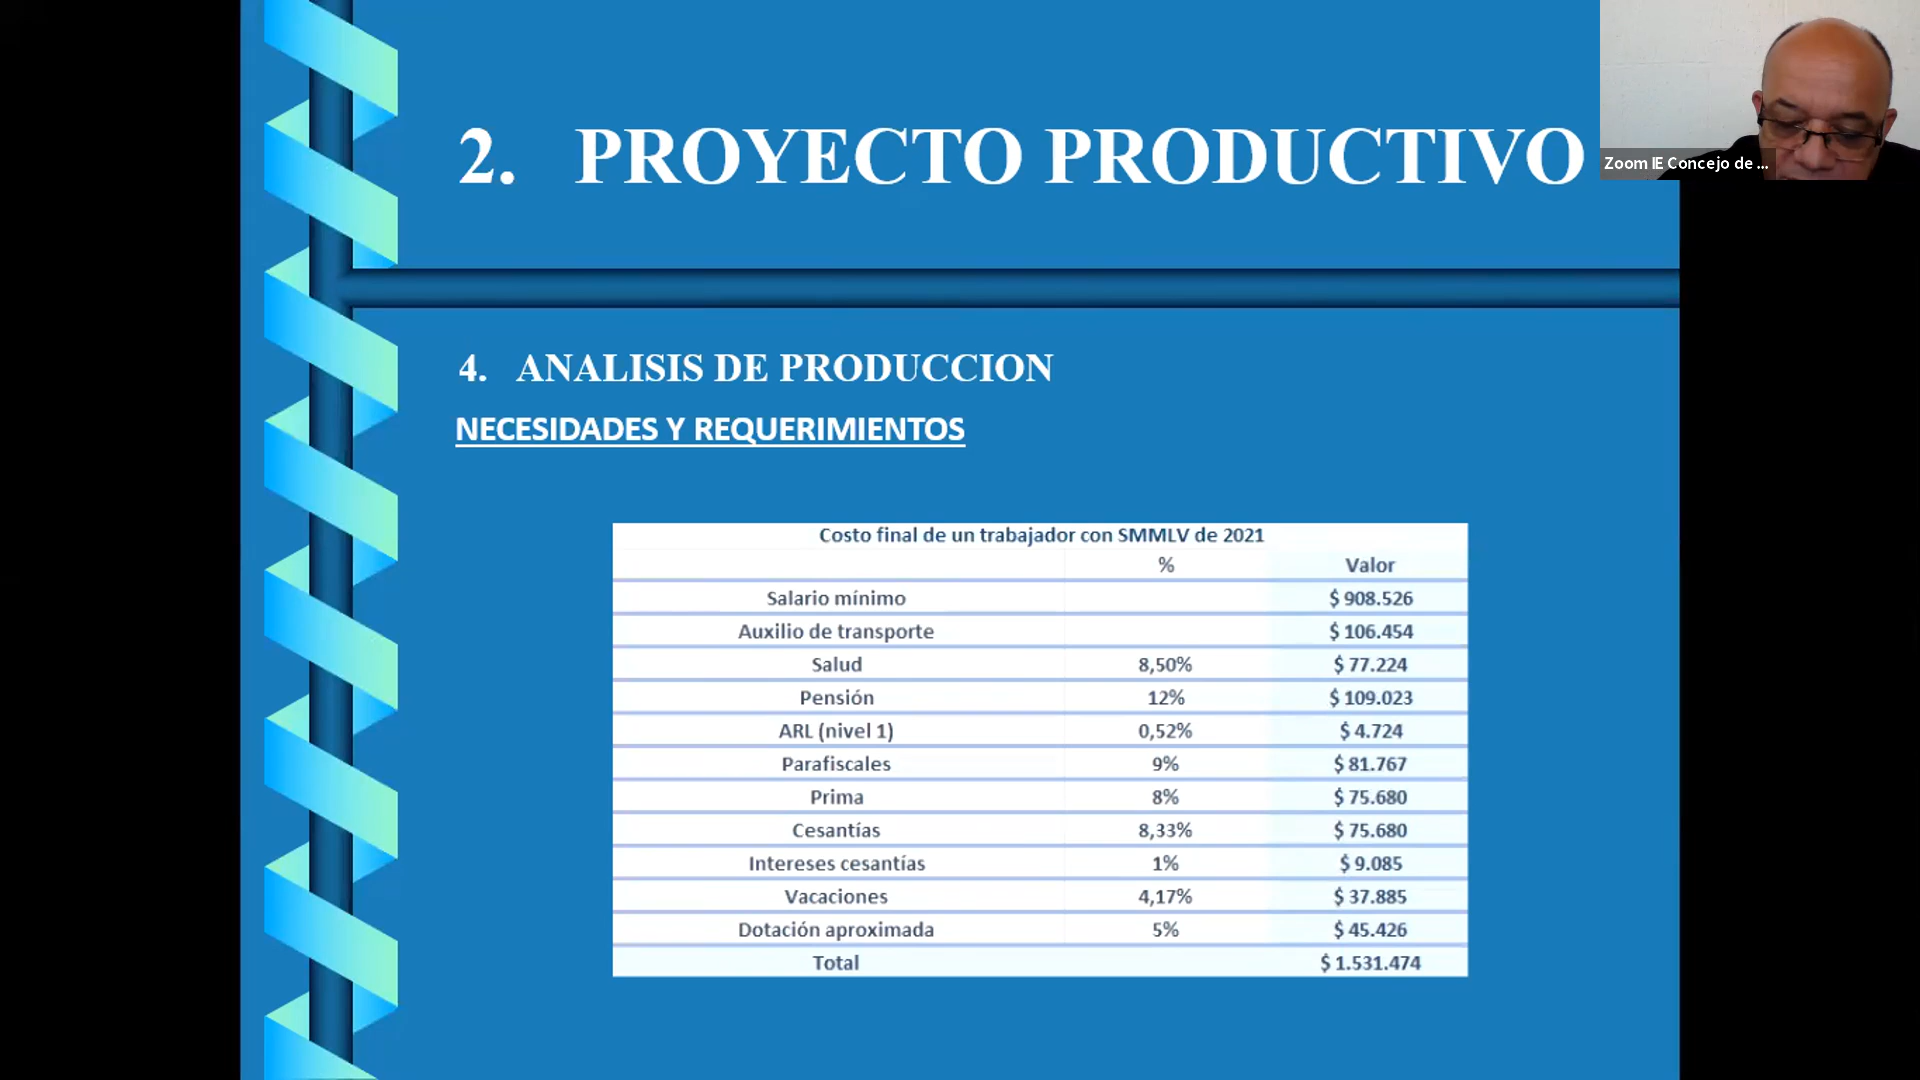 2. PROYECTO PRODUCTIVO
Zoom IE Concejo de ...
4. ANALISIS DE PRODUCCION
NECESIDADES Y REQUERIMIENTOS
Costo final de un trabajador con SMMLV de 2021
% Valor
Salario mínimo $ 908.526
Auxilio de transporte $ 106.454
Salud 8,50% $ 77.224
Pensión 12% $ 109.023
ARL (nivel 1) 0,52% $ 4.724
Parafiscales 9% $ 81.767
Prima 8% $ 75.680
Cesantías 8,33% $ 75.680
Intereses cesantías 1% $ 9.085
Vacaciones 4,17% $ 37.885
Dotación aproximada 5% $ 45.426
Total $ 1.531.474